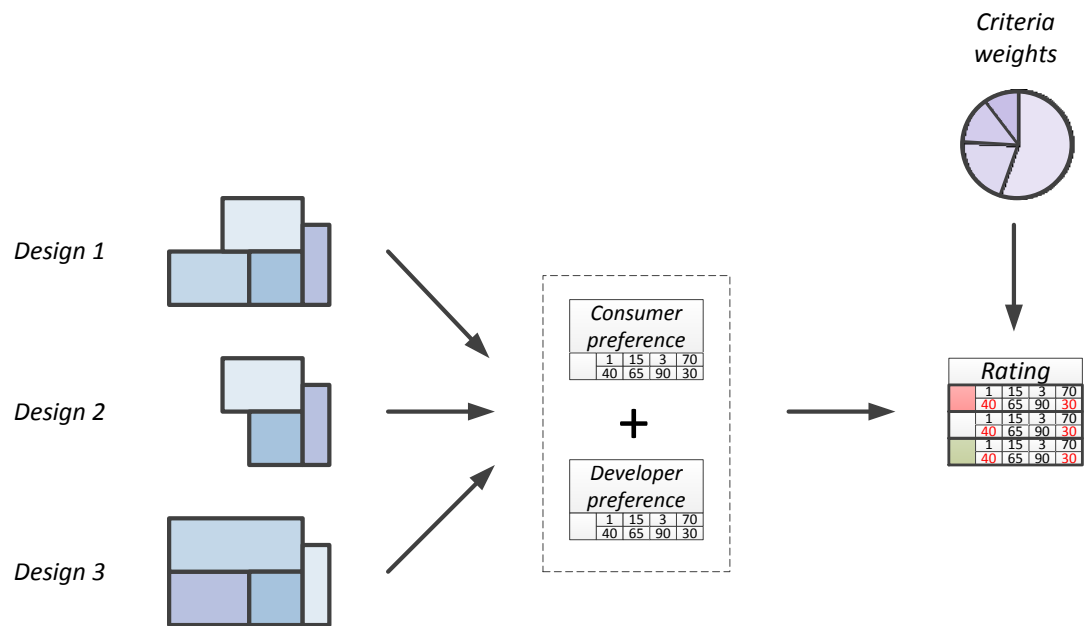 Criteria
weights
Design 1
Design 2
Design 3
Consumer
preference
1 15 3 70
40 65 90 30
+
Developer
preference
1 15 3 70
40 65 90 30
Rating
1 15 3 70
40 65 90 30
1 15 3 70
40 65 90 30
1 15 3 70
40 65 90 30